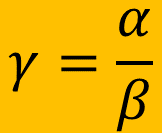 γ = α / β